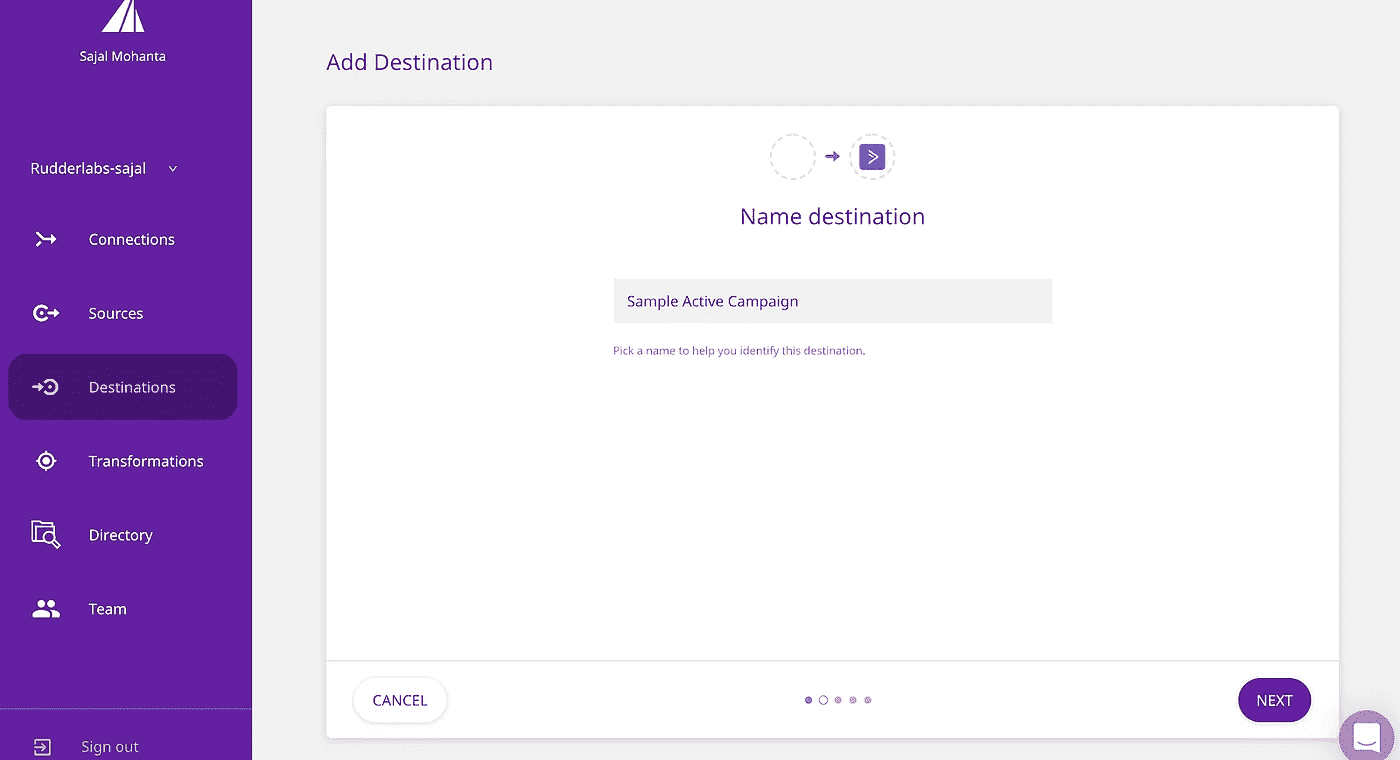 Sajal Mohanta
Rudderlabs-sajal
Connections
Sources
Destinations
Transformations
Directory
Team
Sign out
Add Destination
Name destination
Sample Active Campaign
Pick a name to help you identify this destination.
CANCEL
NEXT